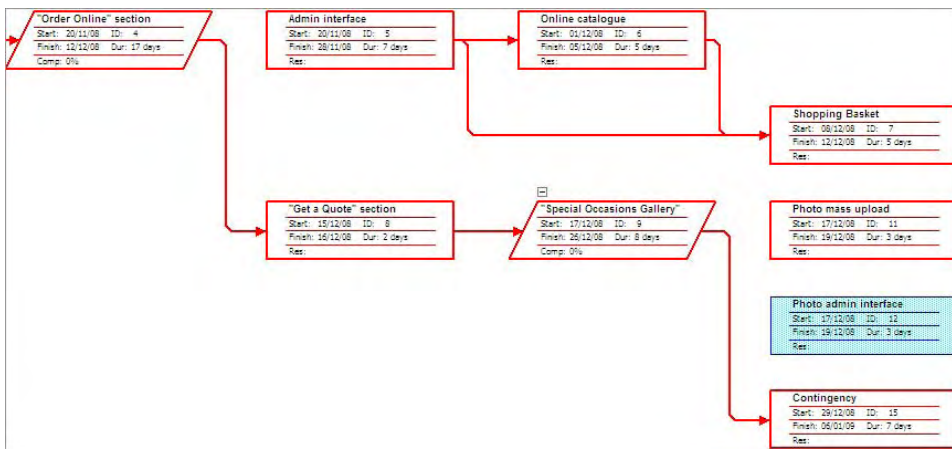 "Order Online" section
Start: 20/11/08 ID: 4
Finish: 12/12/08 Dur: 17 days
Comp: 0%
Admin interface
Start: 20/11/08 ID: 5
Finish: 28/11/08 Dur: 7 days
Res:
Online catalogue
Start: 01/12/08 ID: 6
Finish: 05/12/08 Dur: 5 days
Res:
Shopping Basket
Start: 08/12/08 ID: 7
Finish: 12/12/08 Dur: 5 days
Res:
"Get a Quote" section
Start: 15/12/08 ID: 8
Finish: 16/12/08 Dur: 2 days
Res:
"Special Occasions Gallery"
Start: 17/12/08 ID: 9
Finish: 26/12/08 Dur: 8 days
Comp: 0%
Photo mass upload
Start: 17/12/08 ID: 11
Finish: 19/12/08 Dur: 3 days
Res:
Photo admin interface
Start: 17/12/08 ID: 12
Finish: 19/12/08 Dur: 3 days
Res:
Contingency
Start: 29/12/08 ID: 15
Finish: 06/01/09 Dur: 7 days
Res: